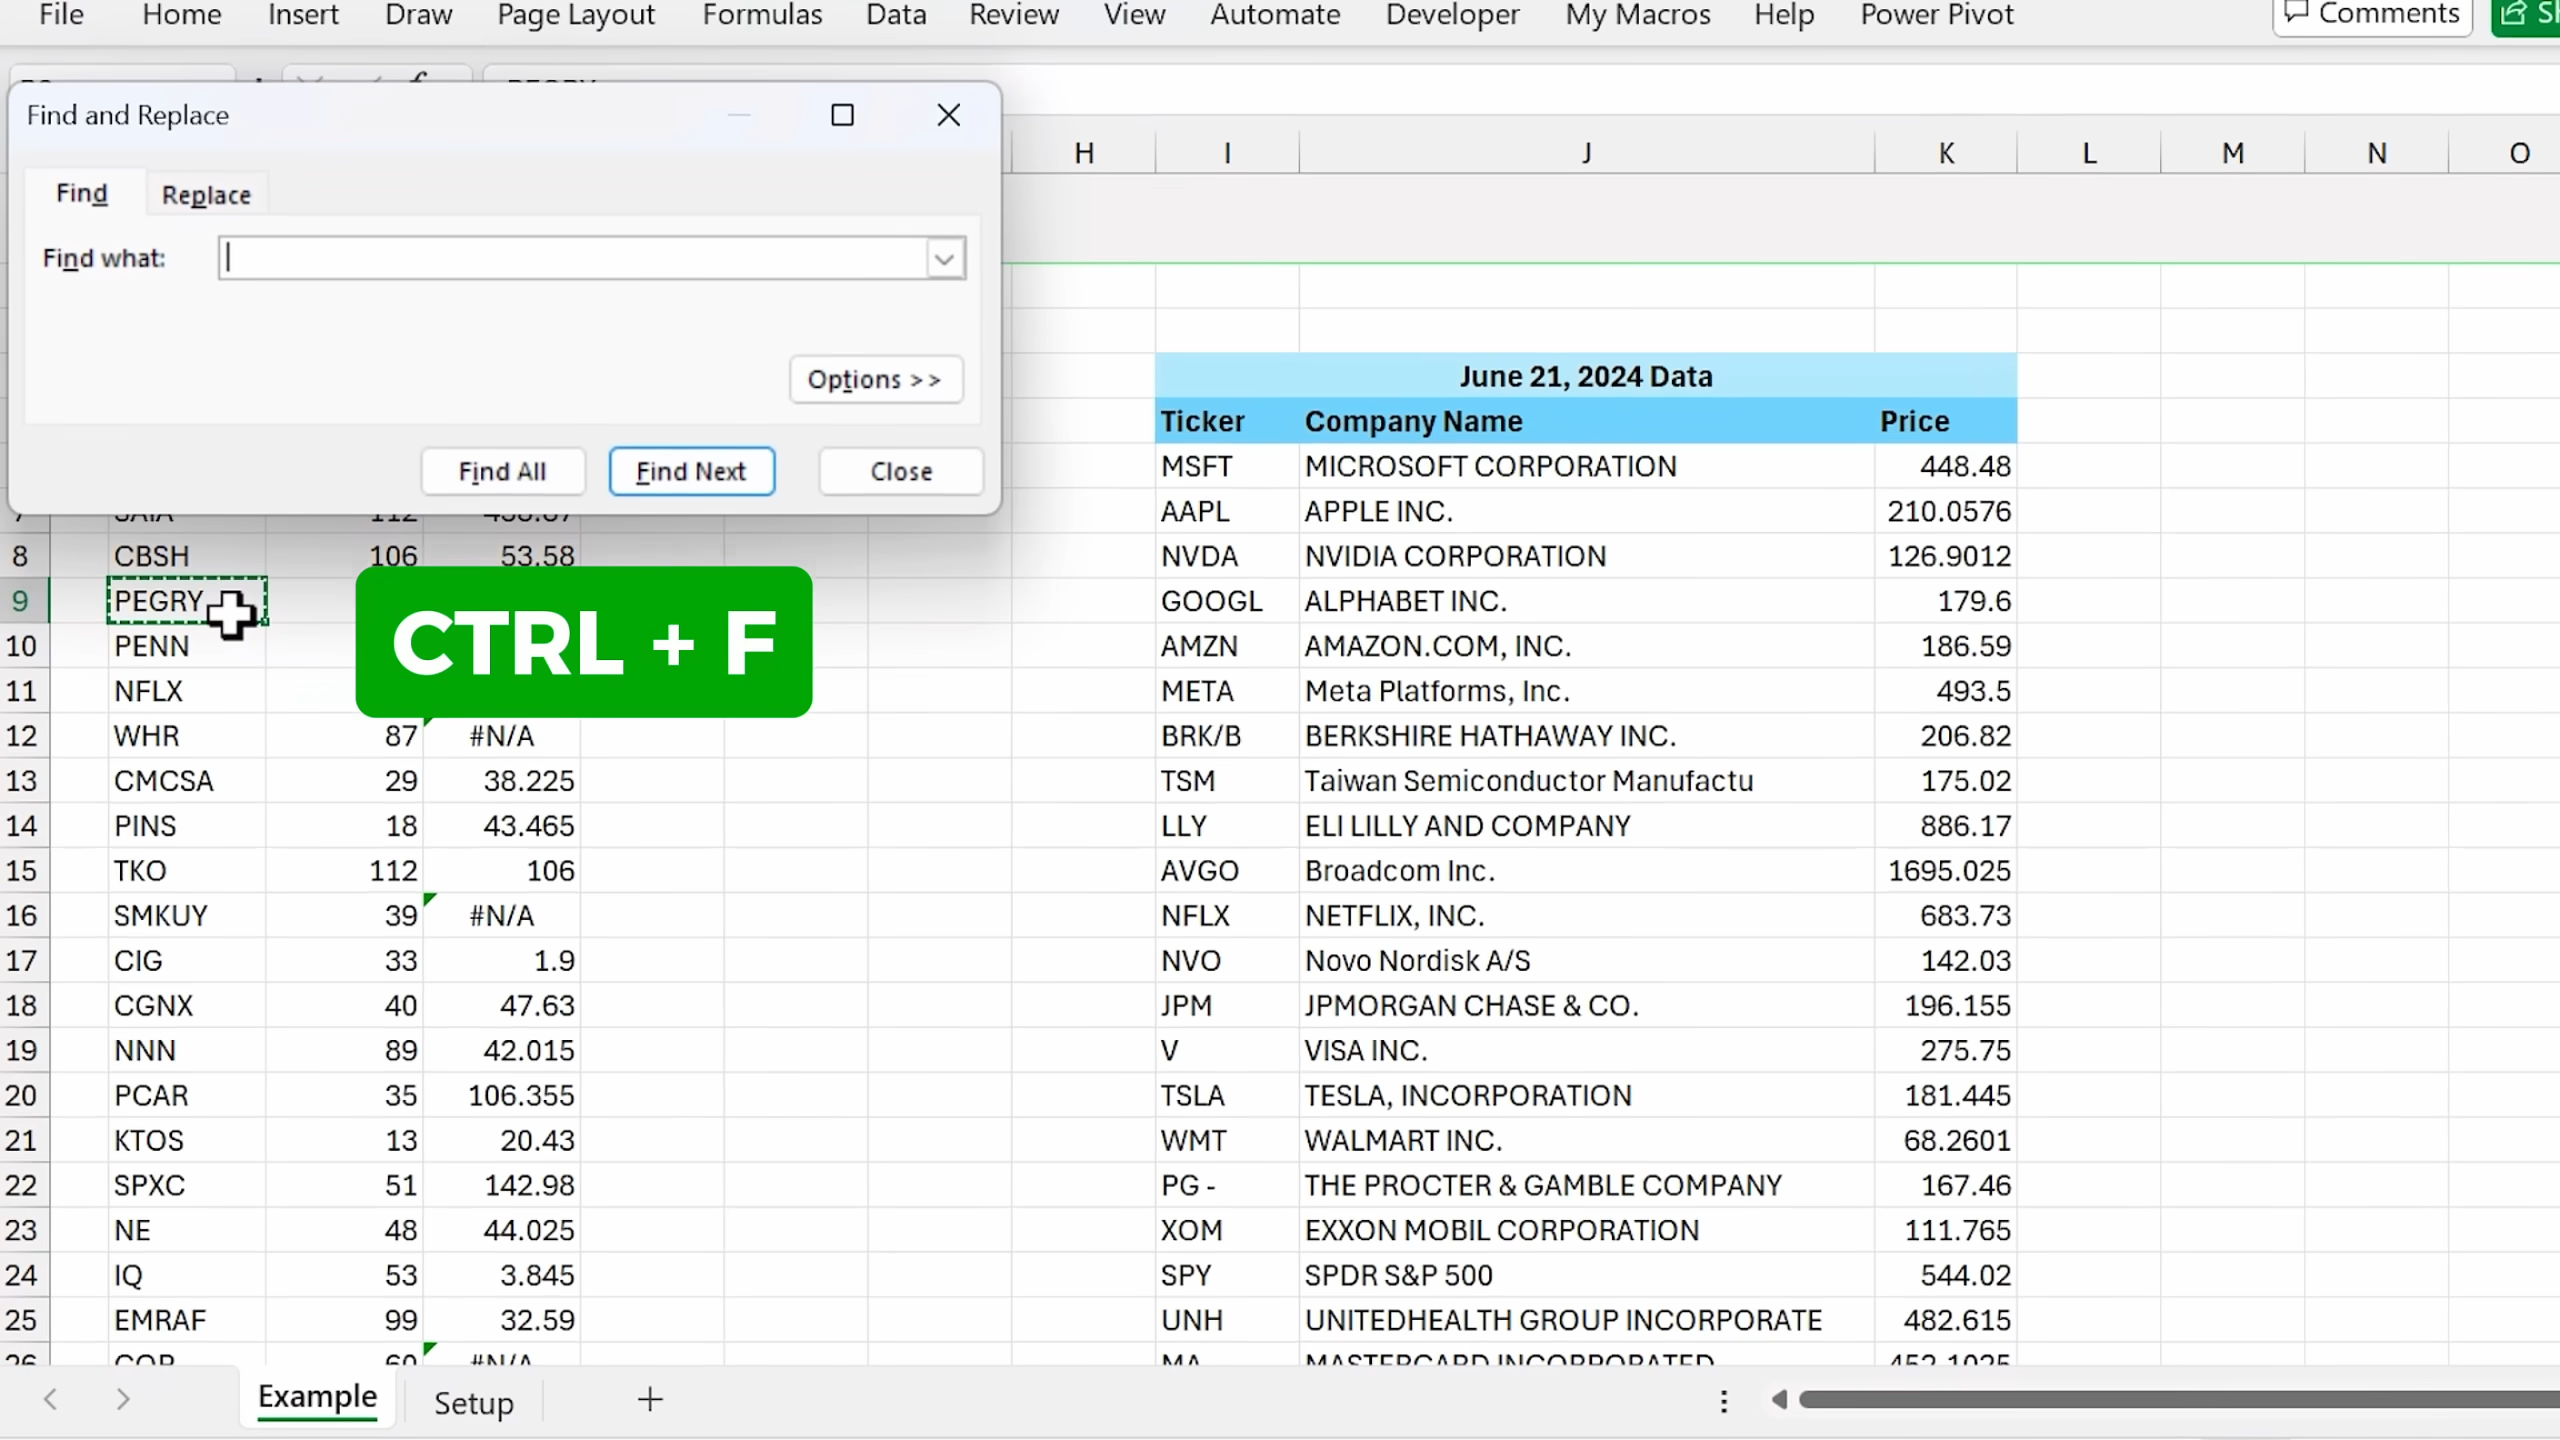 File Home Insert Draw Page Layout Formulas Data Review View Automate Developer My Macros Help Power Pivot Comments
Find and Replace
Find Replace
Find what:
Options >>
Find All Find Next Close
H I J K L M N O
June 21, 2024 Data
Ticker Company Name Price
MSFT MICROSOFT CORPORATION 448.48
7 SAIA 112 AAPL APPLE INC. 210.0576
8 CBSH 106 53.58 NVDA NVIDIA CORPORATION 126.9012
9 PEGRY GOOGL ALPHABET INC. 179.6
CTRL + F
10 PENN AMZN AMAZON.COM, INC. 186.59
11 NFLX META Meta Platforms, Inc. 493.5
12 WHR 87 #N/A BRK/B BERKSHIRE HATHAWAY INC. 206.82
13 CMCSA 29 38.225 TSM Taiwan Semiconductor Manufactu 175.02
14 PINS 18 43.465 LLY ELI LILLY AND COMPANY 886.17
15 TKO 112 106 AVGO Broadcom Inc. 1695.025
16 SMKUY 39 #N/A NFLX NETFLIX, INC. 683.73
17 CIG 33 1.9 NVO Novo Nordisk A/S 142.03
18 CGNX 40 47.63 JPM JPMORGAN CHASE & CO. 196.155
19 NNN 89 42.015 V VISA INC. 275.75
20 PCAR 35 106.355 TSLA TESLA, INCORPORATION 181.445
21 KTOS 13 20.43 WMT WALMART INC. 68.2601
22 SPXC 51 142.98 PG - THE PROCTER & GAMBLE COMPANY 167.46
23 NE 48 44.025 XOM EXXON MOBIL CORPORATION 111.765
24 IQ 53 3.845 SPY SPDR S&P 500 544.02
25 EMRAF 99 32.59 UNH UNITEDHEALTH GROUP INCORPORATE 482.615
26 60 #N/A MA MASTERCARD INCORPORATED 452.1025
Example Setup